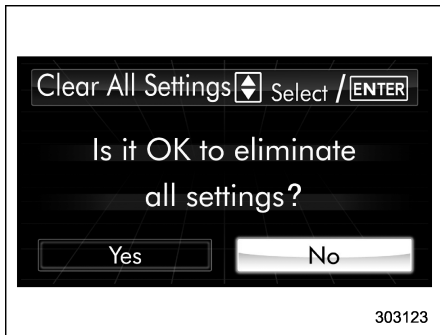 Clear All Settings Select / ENTER
Is it OK to eliminate
all settings?
Yes No
303123